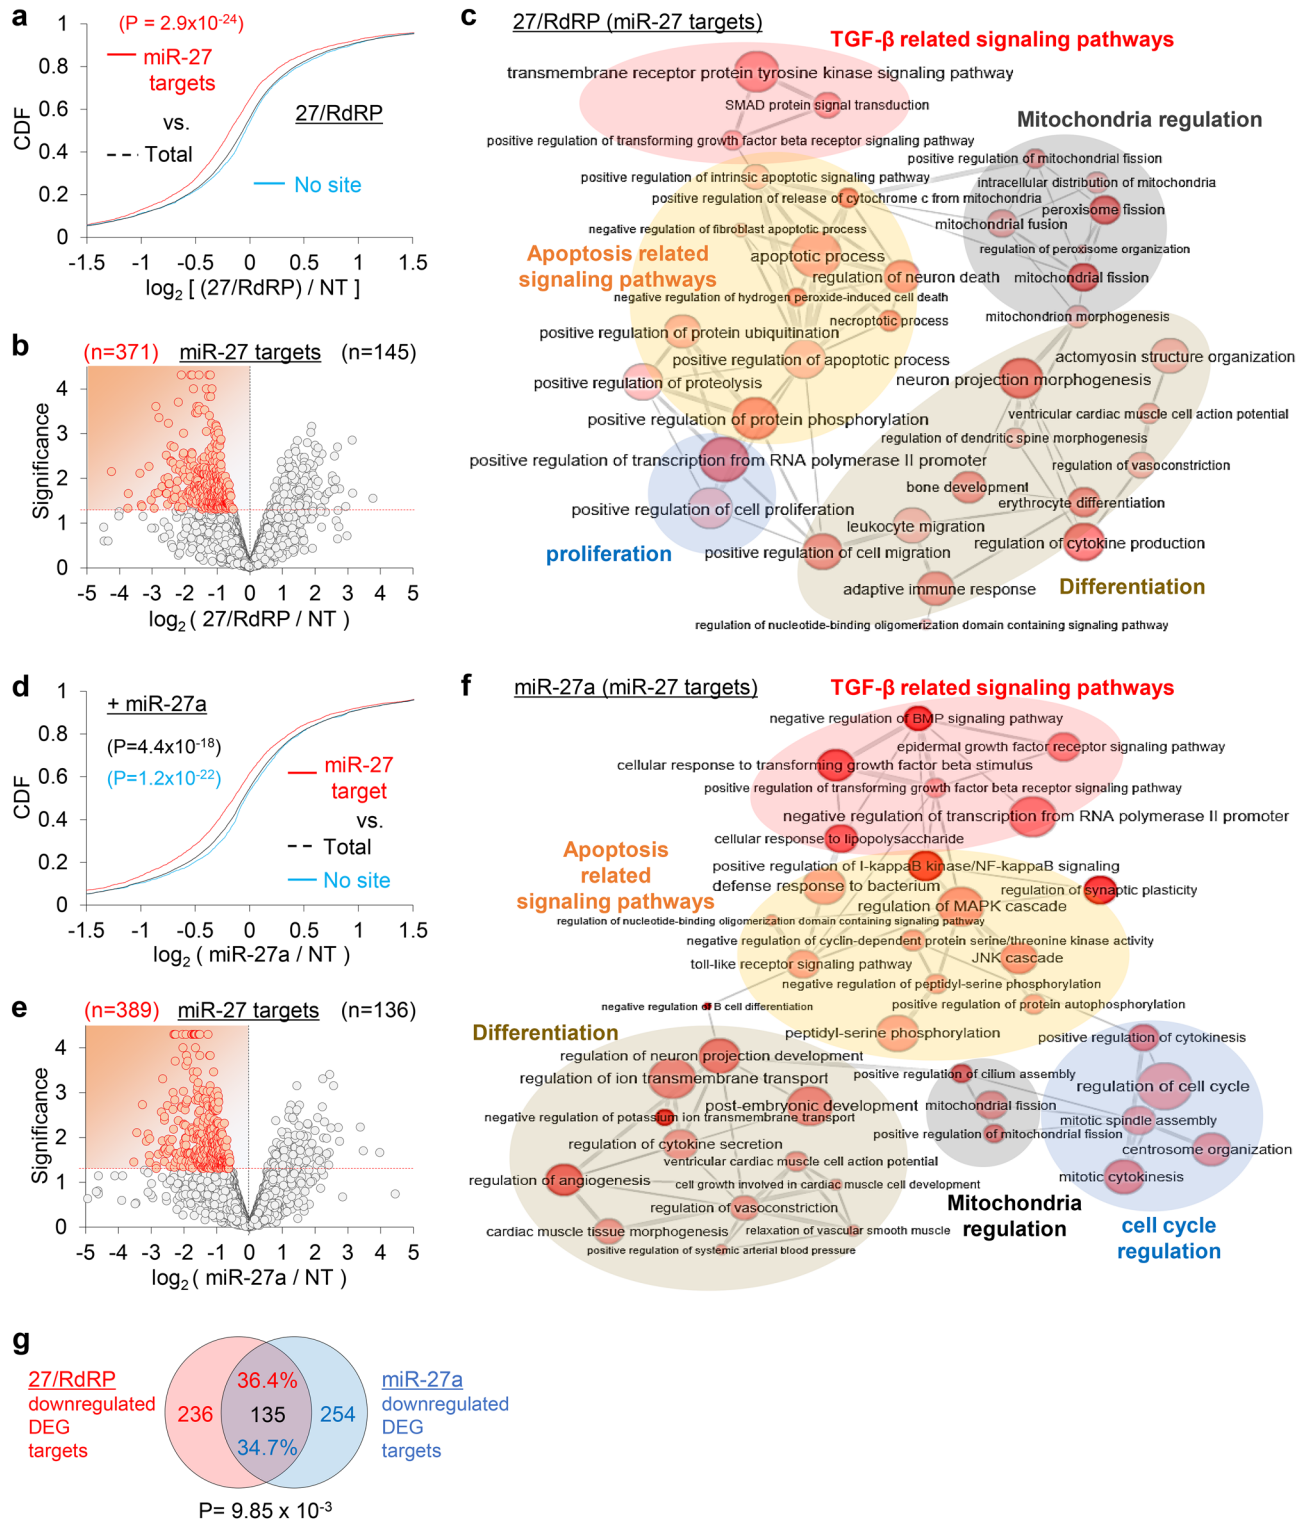 a
(P = 2.9x10-24)
miR-27
targets
vs.
Total
27/RdRP
No site
CDF
1
0.8
0.6
0.4
0.2
0
-1.5
-1
-0.5
0
0.5
1
1.5
log2 [ (27/RdRP) / NT ]
b
(n=371)
miR-27 targets
(n=145)
Significance
4
3
2
1
0
-5 -4 -3 -2 -1 0 1 2 3 4 5
log2 ( 27/RdRP / NT )
c
27/RdRP (miR-27 targets)
TGF-β related signaling pathways
transmembrane receptor protein tyrosine kinase signaling pathway
SMAD protein signal transduction
positive regulation of transforming growth factor beta receptor signaling pathway
Mitochondria regulation
positive regulation of mitochondrial fission
positive regulation of intrinsic apoptotic signaling pathway
intracellular distribution of mitochondria
positive regulation of release of cytochrome c from mitochondria
peroxisome fission
mitochondrial fusion
negative regulation of fibroblast apoptotic process
regulation of peroxisome organization
Apoptosis related
signaling pathways
apoptotic process
regulation of neuron death
mitochondrial fission
negative regulation of hydrogen peroxide-induced cell death
necroptotic process
mitochondrion morphogenesis
positive regulation of protein ubiquitination
positive regulation of apoptotic process
actomyosin structure organization
positive regulation of proteolysis
neuron projection morphogenesis
positive regulation of protein phosphorylation
ventricular cardiac muscle cell action potential
regulation of dendritic spine morphogenesis
positive regulation of transcription from RNA polymerase II promoter
regulation of vasoconstriction
bone development
erythrocyte differentiation
positive regulation of cell proliferation
leukocyte migration
regulation of cytokine production
proliferation
positive regulation of cell migration
adaptive immune response
Differentiation
regulation of nucleotide-binding oligomerization domain containing signaling pathway
d
+ miR-27a
(P=4.4x10-18)
(P=1.2x10-22)
miR-27
target
vs.
Total
No site
CDF
1
0.8
0.6
0.4
0.2
0
-1.5
-1
-0.5
0
0.5
1
1.5
log2 ( miR-27a / NT )
e
(n=389)
miR-27 targets
(n=136)
Significance
4
3
2
1
0
-5 -4 -3 -2 -1 0 1 2 3 4 5
log2 ( miR-27a / NT )
f
miR-27a (miR-27 targets)
TGF-β related signaling pathways
negative regulation of BMP signaling pathway
epidermal growth factor receptor signaling pathway
cellular response to transforming growth factor beta stimulus
positive regulation of transforming growth factor beta receptor signaling pathway
negative regulation of transcription from RNA polymerase II promoter
cellular response to lipopolysaccharide
Apoptosis
related
signaling pathways
positive regulation of I-kappaB kinase/NF-kappaB signaling
defense response to bacterium
regulation of synaptic plasticity
regulation of MAPK cascade
regulation of nucleotide-binding oligomerization domain containing signaling pathway
negative regulation of cyclin-dependent protein serine/threonine kinase activity
toll-like receptor signaling pathway
JNK cascade
negative regulation of peptidyl-serine phosphorylation
negative regulation of B cell differentiation
positive regulation of protein autophosphorylation
Differentiation
peptidyl-serine phosphorylation
positive regulation of cytokinesis
regulation of neuron projection development
regulation of ion transmembrane transport
positive regulation of cilium assembly
regulation of cell cycle
post-embryonic development
mitochondrial fission
negative regulation of potassium ion transmembrane transport
mitotic spindle assembly
positive regulation of mitochondrial fission
regulation of cytokine secretion
centrosome organization
ventricular cardiac muscle cell action potential
regulation of angiogenesis
cell growth involved in cardiac muscle cell development
mitotic cytokinesis
regulation of vasoconstriction
Mitochondria
regulation
cardiac muscle tissue morphogenesis
relaxation of vascular smooth muscle
cell cycle
regulation
positive regulation of systemic arterial blood pressure
g
27/RdRP
downregulated
DEG
targets
236
36.4%
135
34.7%
254
miR-27a
downregulated
DEG
targets
P= 9.85 x 10-3